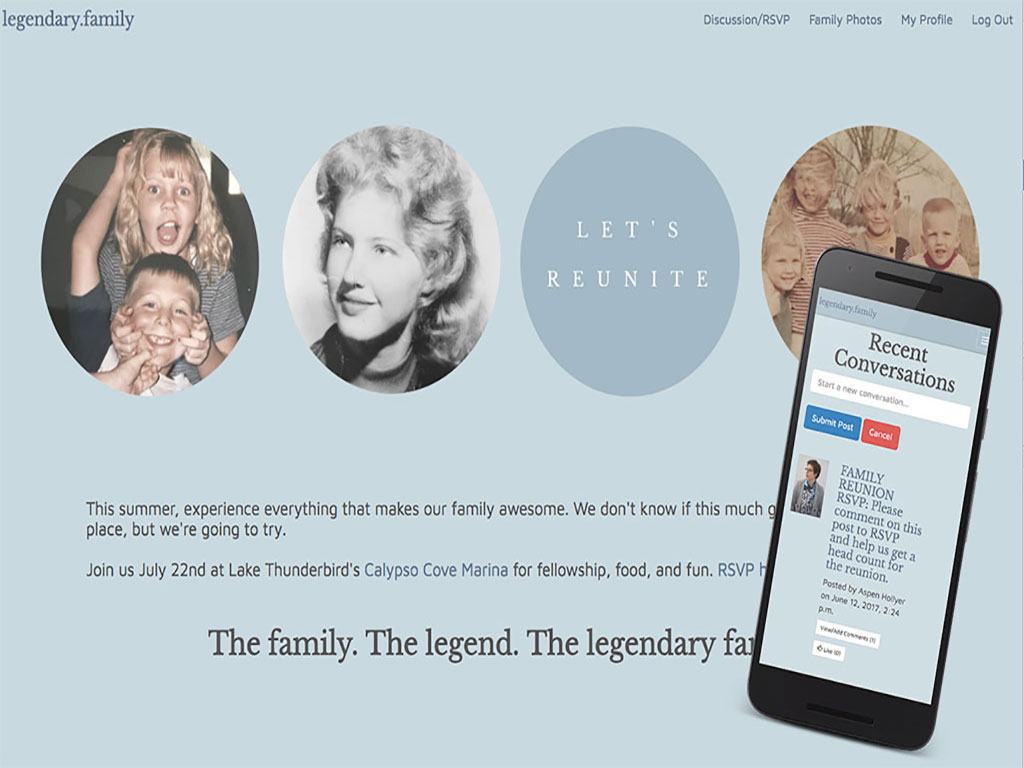 legendary.family
Discussion/RSVP Family Photos My Profile Log Out
LET'S
REUNITE
This summer, experience everything that makes our family awesome. We don't know if this much
place, but we're going to try.
Join us July 22nd at Lake Thunderbird's Calypso Cove Marina for fellowship, food, and fun. RSVP
The family. The legend. The legendary
legendary.family
Recent
Conversations
Start a new conversation...
Submit Post Cancel
FAMILY
REUNION
RSVP: Please
comment on this
post to RSVP
and help us get a
head count for
the reunion.
Posted by Aspen Hollyer
on June 12, 2017, 2:24
p.m.
View/Add Comments (1)
Like (0)